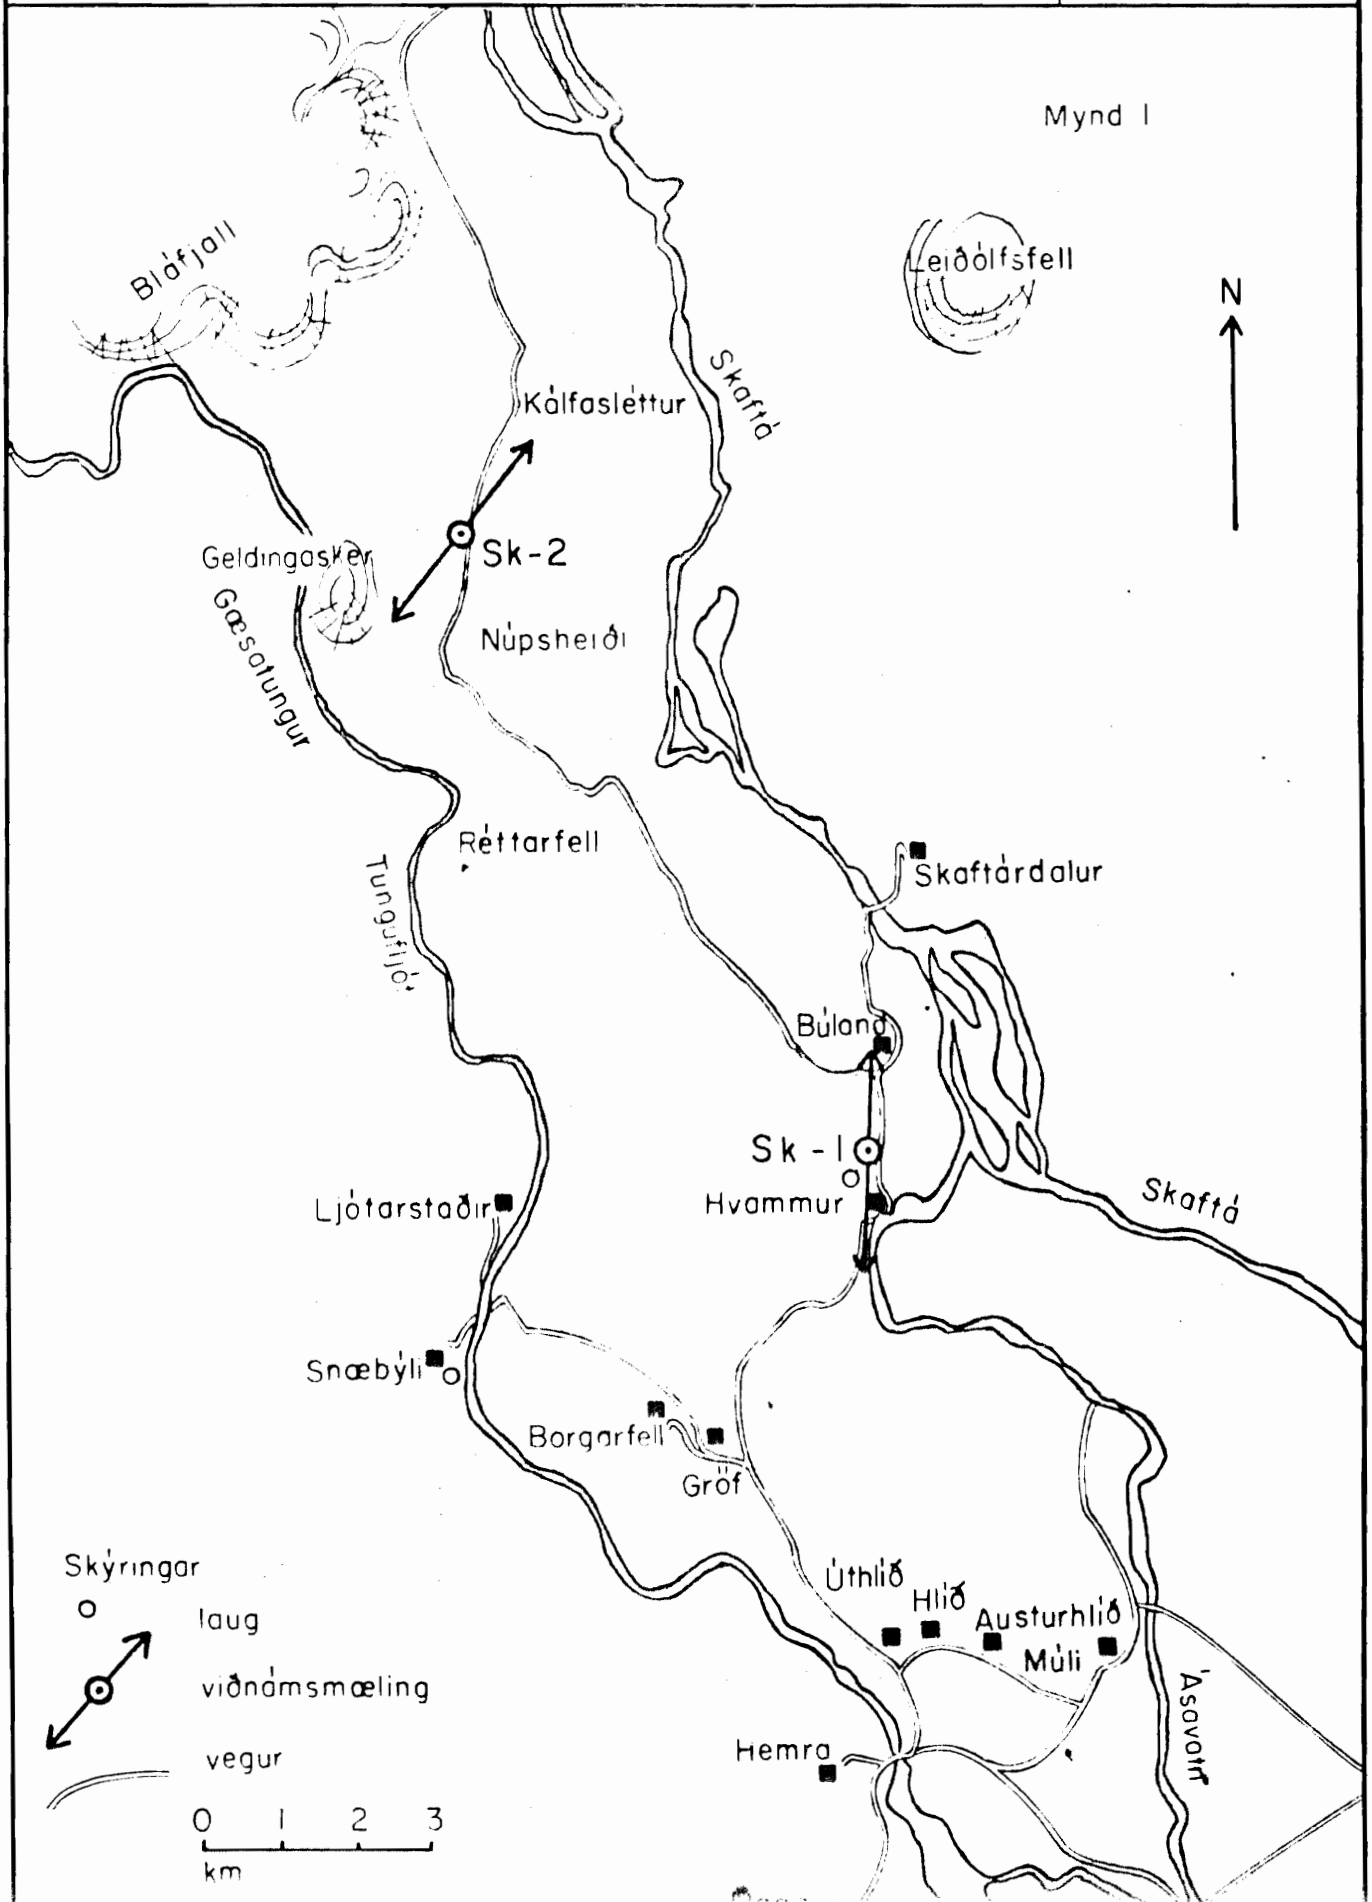 Mynd 1
Bláfjall
Leiðólfsfell
N
Skaftá
Kálfasléttur
Geldingasker
Sk-2
Gæsatungur
Núpsheiði
Réttarfell
Skaftárdalur
Tungufljót
Búland
Sk-1
Ljótarstaðir
Hvammur
Skaftá
Snæbýli
Borgarfell
Gröf
Skýringar
laug
viðnámsmæling
vegur
0 1 2 3
km
Úthlíð
Hlíð
Austurhlíð
Múli
Ásavatn
Hemra